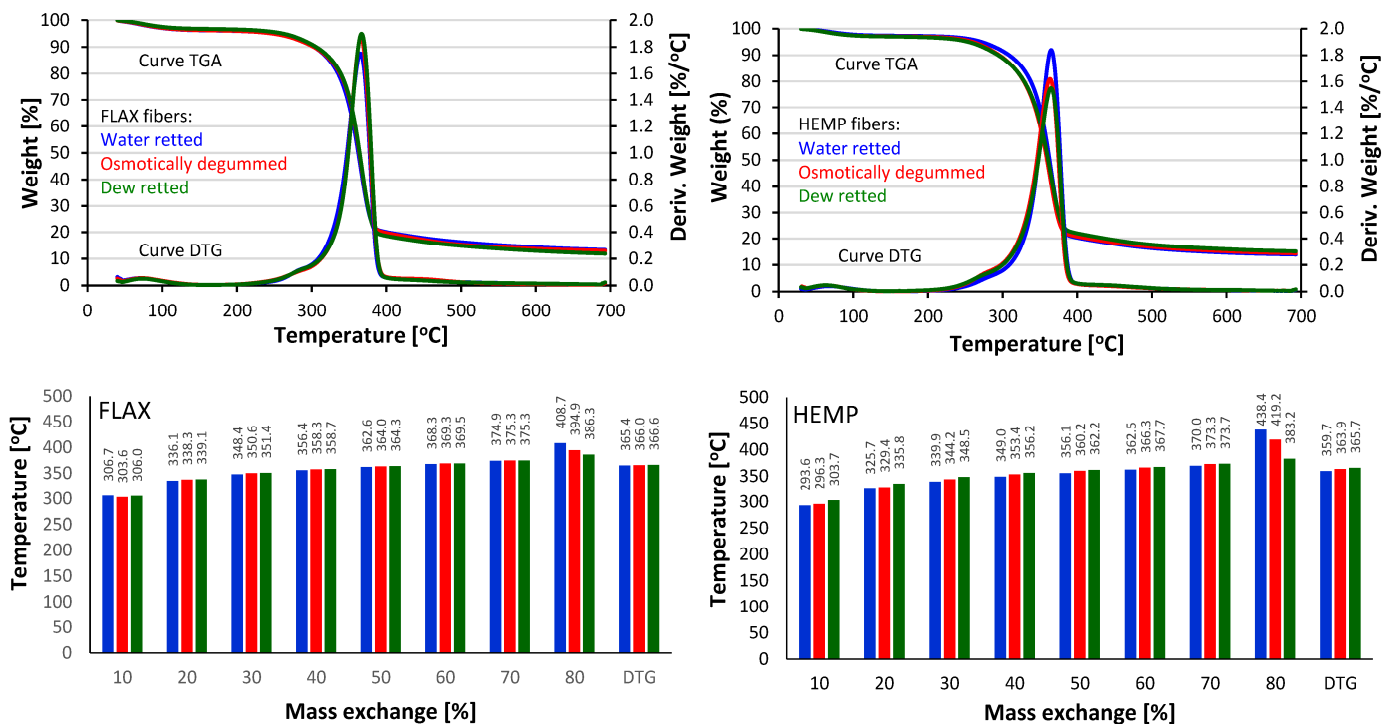 100
90
80
70
60
50
40
30
20
10
0
Weight [%]
Curve TGA
FLAX fibers:
Water retted
Osmotically degummed
Dew retted
Curve DTG
2.0
1.8
1.6
1.4
1.2
1.0
0.8
0.6
0.4
0.2
0.0
Deriv. Weight [%/oC]
0 100 200 300 400 500 600 700
Temperature [oC]
100
90
80
70
60
50
40
30
20
10
0
Weight (%)
Curve TGA
HEMP fibers:
Water retted
Osmotically degummed
Dew retted
Curve DTG
2.0
1.8
1.6
1.4
1.2
1.0
0.8
0.6
0.4
0.2
0.0
Deriv. Weight [%/oC]
0 100 200 300 400 500 600 700
Temperature [oC]
FLAX
500
450
400
350
300
250
200
150
100
50
0
Temperature [oC]
306.7 303.6 306.0
336.1 338.3 339.1
348.4 350.6 351.4
356.4 358.3 358.7
362.6 364.0 364.3
368.3 369.3 369.5
374.9 375.3 375.3
408.7 394.9 386.3
365.4 366.0 366.6
10 20 30 40 50 60 70 80 DTG
Mass exchange [%]
HEMP
500
450
400
350
300
250
200
150
100
50
0
Temperature [oC]
293.6 296.3 303.7
325.7 329.4 335.8
339.9 344.2 348.5
349.0 353.4 356.2
356.1 360.2 362.2
362.5 366.3 367.7
370.0 373.3 373.7
438.4 419.2 383.2
359.7 363.9 365.7
10 20 30 40 50 60 70 80 DTG
Mass exchange [%]